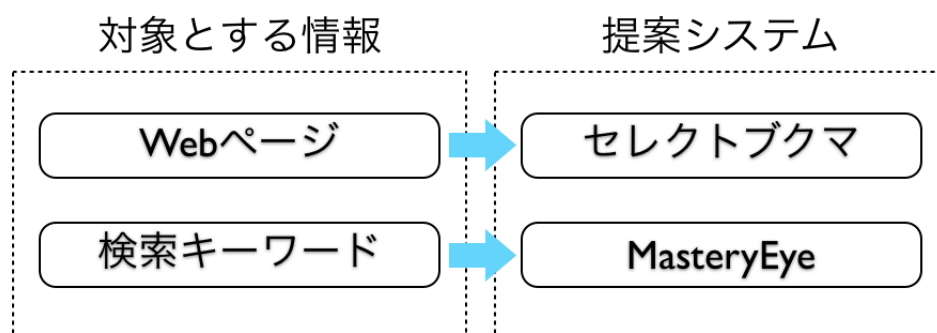 対象とする情報
提案システム
Webページ
セレクトブクマ
検索キーワード
MasteryEye